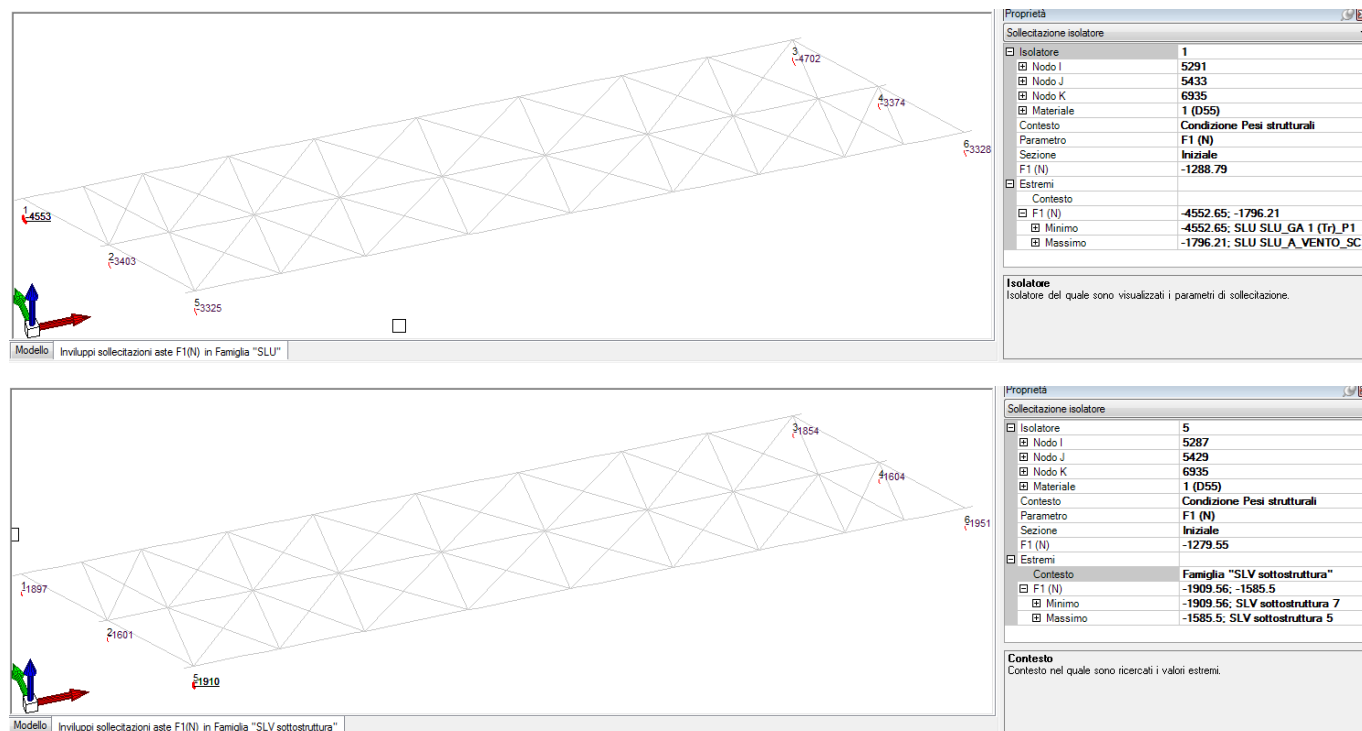 3
-4702
4
-3374
6
-3328
1
-4553
2
-3403
5
-3325
Modello
Inviluppi sollecitazioni aste F1(N) in Famiglia "SLU"
Proprietà
Sollecitazione isolatore
Isolatore 1
Nodo I 5291
Nodo J 5433
Nodo K 6935
Materiale 1 (D55)
Contesto Condizione Pesi strutturali
Parametro F1 (N)
Sezione Iniziale
F1 (N) -1288.79
Estremi
Contesto
F1 (N) -4552.65; -1796.21
Minimo -4552.65; SLU SLU_GA 1 (Tr)_P1
Massimo -1796.21; SLU SLU_A_VENTO_SC
Isolatore
Isolatore del quale sono visualizzati i parametri di sollecitazione.
3
-1854
4
-1604
6
-1951
1
-1897
2
-1601
5
-1910
Modello
Inviluppi sollecitazioni aste F1(N) in Famiglia "SLV sottostruttura"
Proprietà
Sollecitazione isolatore
Isolatore 5
Nodo I 5287
Nodo J 5429
Nodo K 6935
Materiale 1 (D55)
Contesto Condizione Pesi strutturali
Parametro F1 (N)
Sezione Iniziale
F1 (N) -1279.55
Estremi
Contesto Famiglia "SLV sottostruttura"
F1 (N) -1909.56; -1585.5
Minimo -1909.56; SLV sottostruttura 7
Massimo -1585.5; SLV sottostruttura 5
Contesto
Contesto nel quale sono ricercati i valori estremi.